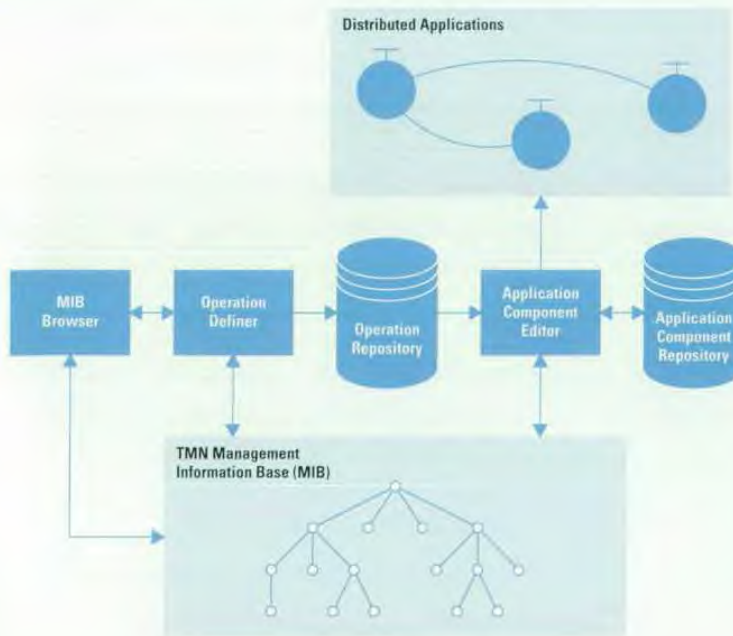 Distributed Applications
MIB
Browser
Operation
Definer
Operation
Repository
Application
Component
Editor
Application
Component
Repository
TMN Management
Information Base (MIB)